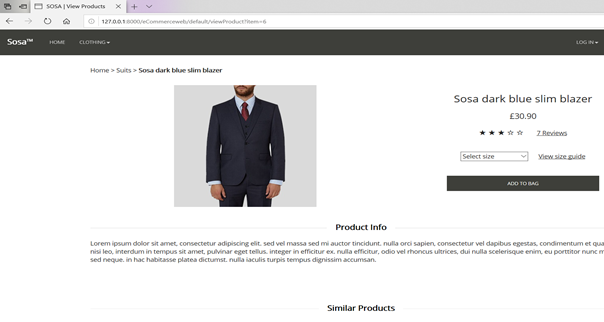 SOSA | View Products
127.0.0.1:8000/eCommerceweb/default/viewProduct?item=6
Sosa™ HOME CLOTHING LOG IN
Home > Suits > Sosa dark blue slim blazer
Sosa dark blue slim blazer
£30.90
7 Reviews
Select size View size guide
ADD TO BAG
Product Info
Lorem ipsum dolor sit amet, consectetur adipiscing elit. sed vel massa sed mi auctor tincidunt. nulla orci sapien, consectetur vel dapibus egestas, condimentum et qua
nisi leo, interdum in tempus sit amet, pulvinar eget tellus. integer in efficitur ex. nulla efficitur, odio vel rhoncus ultrices, dui nulla scelerisque enim, eu porttitor nunc m
sed neque. in hac habitasse platea dictumst. nulla iaculis turpis tempus dignissim accumsan.
Similar Products